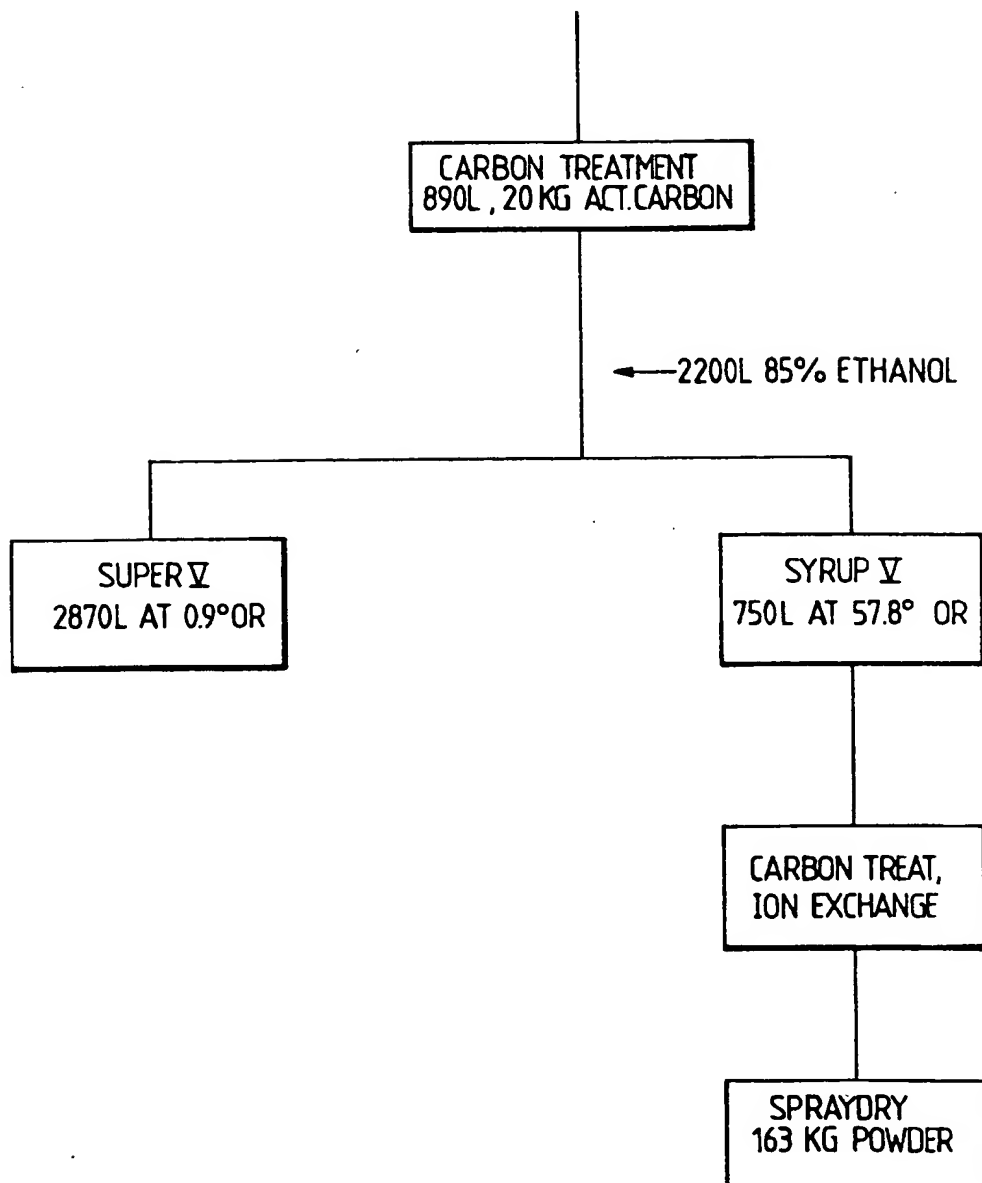 CARBON TREATMENT
890L , 20 KG ACT.CARBON
2200L 85% ETHANOL
SUPER V
2870L AT 0.9° OR
SYRUP V
750L AT 57.8° OR
CARBON TREAT,
ION EXCHANGE
SPRAYDRY
163 KG POWDER